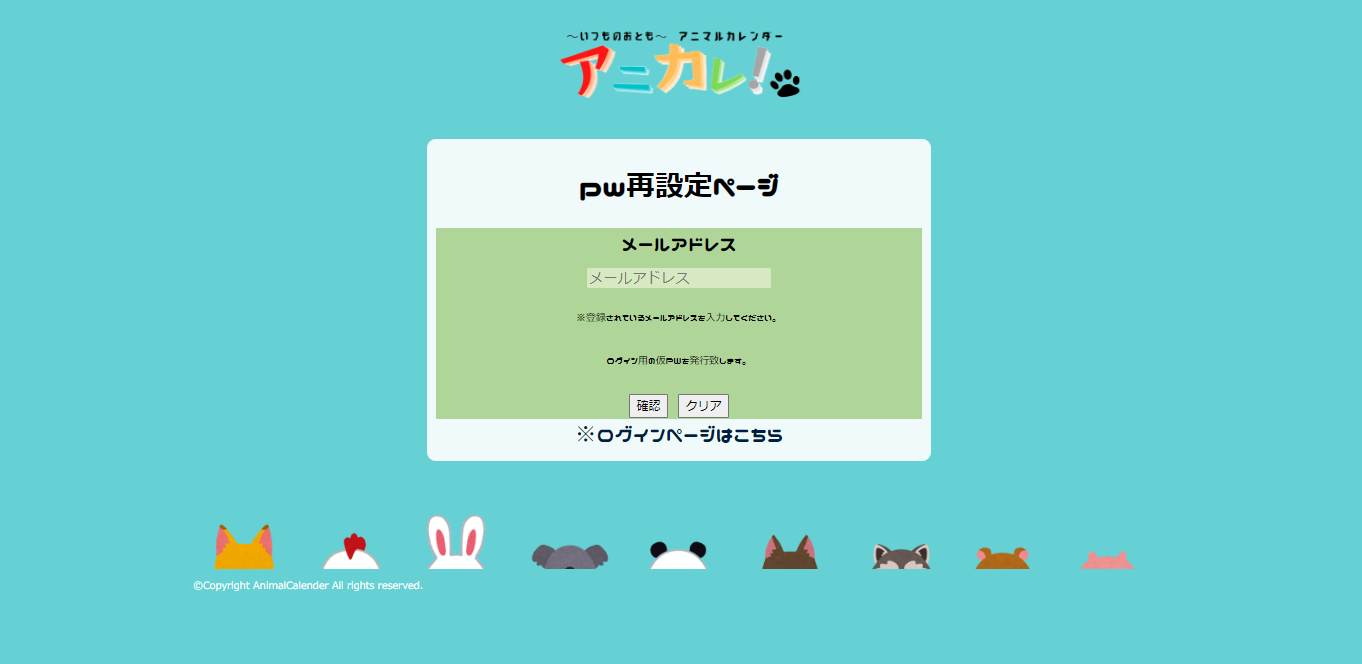 ～いつものおとも～　アニマルカレンダー
アニカレ!
pw再設定ページ
メールアドレス
メールアドレス
※登録されているメールアドレスを入力してください。
ログイン用の仮PWを発行致します。
確認　クリア
※ログインページはこちら
©Copyright AnimalCalender All rights reserved.